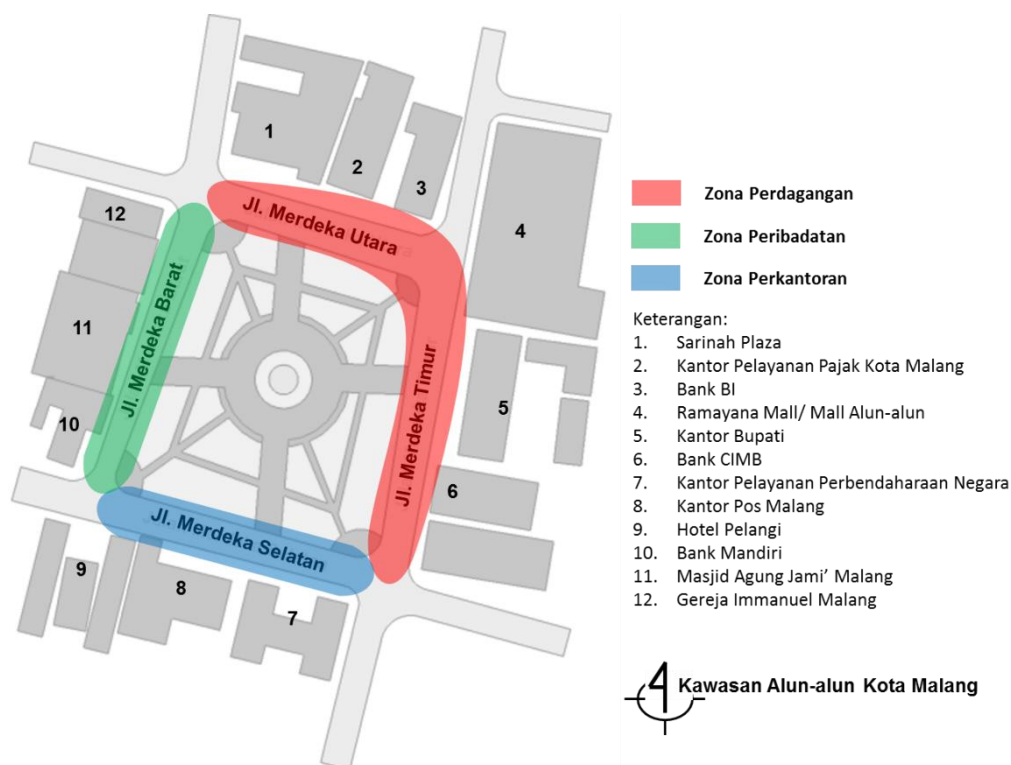 1
2
3
4
5
6
7
8
9
10
11
12
Jl. Merdeka Utara
Jl. Merdeka Barat
Jl. Merdeka Timur
Jl. Merdeka Selatan
Zona Perdagangan
Zona Peribadatan
Zona Perkantoran
Keterangan:
1. Sarinah Plaza
2. Kantor Pelayanan Pajak Kota Malang
3. Bank BI
4. Ramayana Mall/ Mall Alun-alun
5. Kantor Bupati
6. Bank CIMB
7. Kantor Pelayanan Perbendaharaan Negara
8. Kantor Pos Malang
9. Hotel Pelangi
10. Bank Mandiri
11. Masjid Agung Jami’ Malang
12. Gereja Immanuel Malang
Kawasan Alun-alun Kota Malang